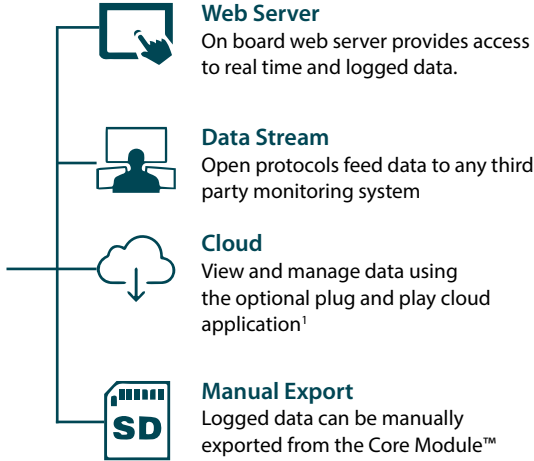 Web Server
On board web server provides access
to real time and logged data.
Data Stream
Open protocols feed data to any third
party monitoring system
Cloud
View and manage data using
the optional plug and play cloud
application¹
SD
Manual Export
Logged data can be manually
exported from the Core Module™